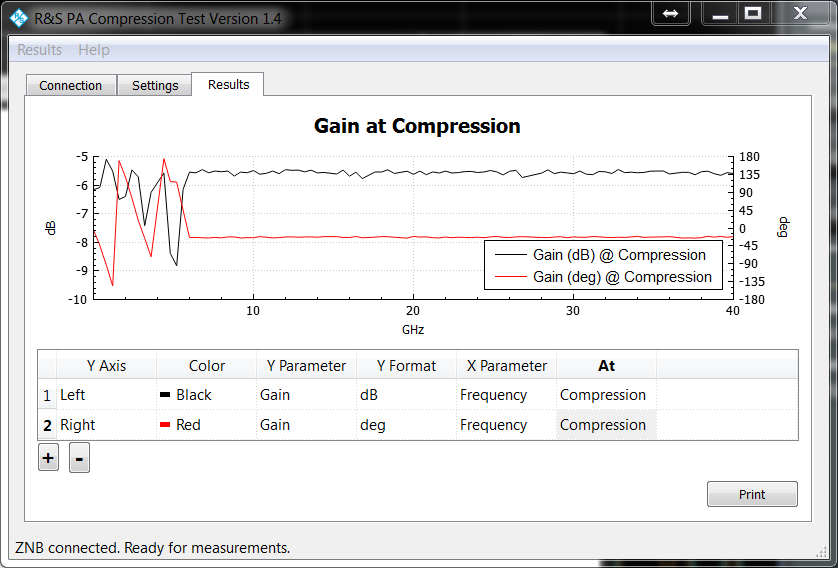 R&S PA Compression Test Version 1.4
Results Help
Connection Settings Results
Gain at Compression
-5 180
135
-6 90
45
-7 0
-45
-8 -90
-9 -135
-10 -180
dB deg
10 20 30 40
GHz
Gain (dB) @ Compression
Gain (deg) @ Compression
Y Axis Color Y Parameter Y Format X Parameter At
1 Left Black Gain dB Frequency Compression
2 Right Red Gain deg Frequency Compression
+ -
Print
ZNB connected. Ready for measurements.